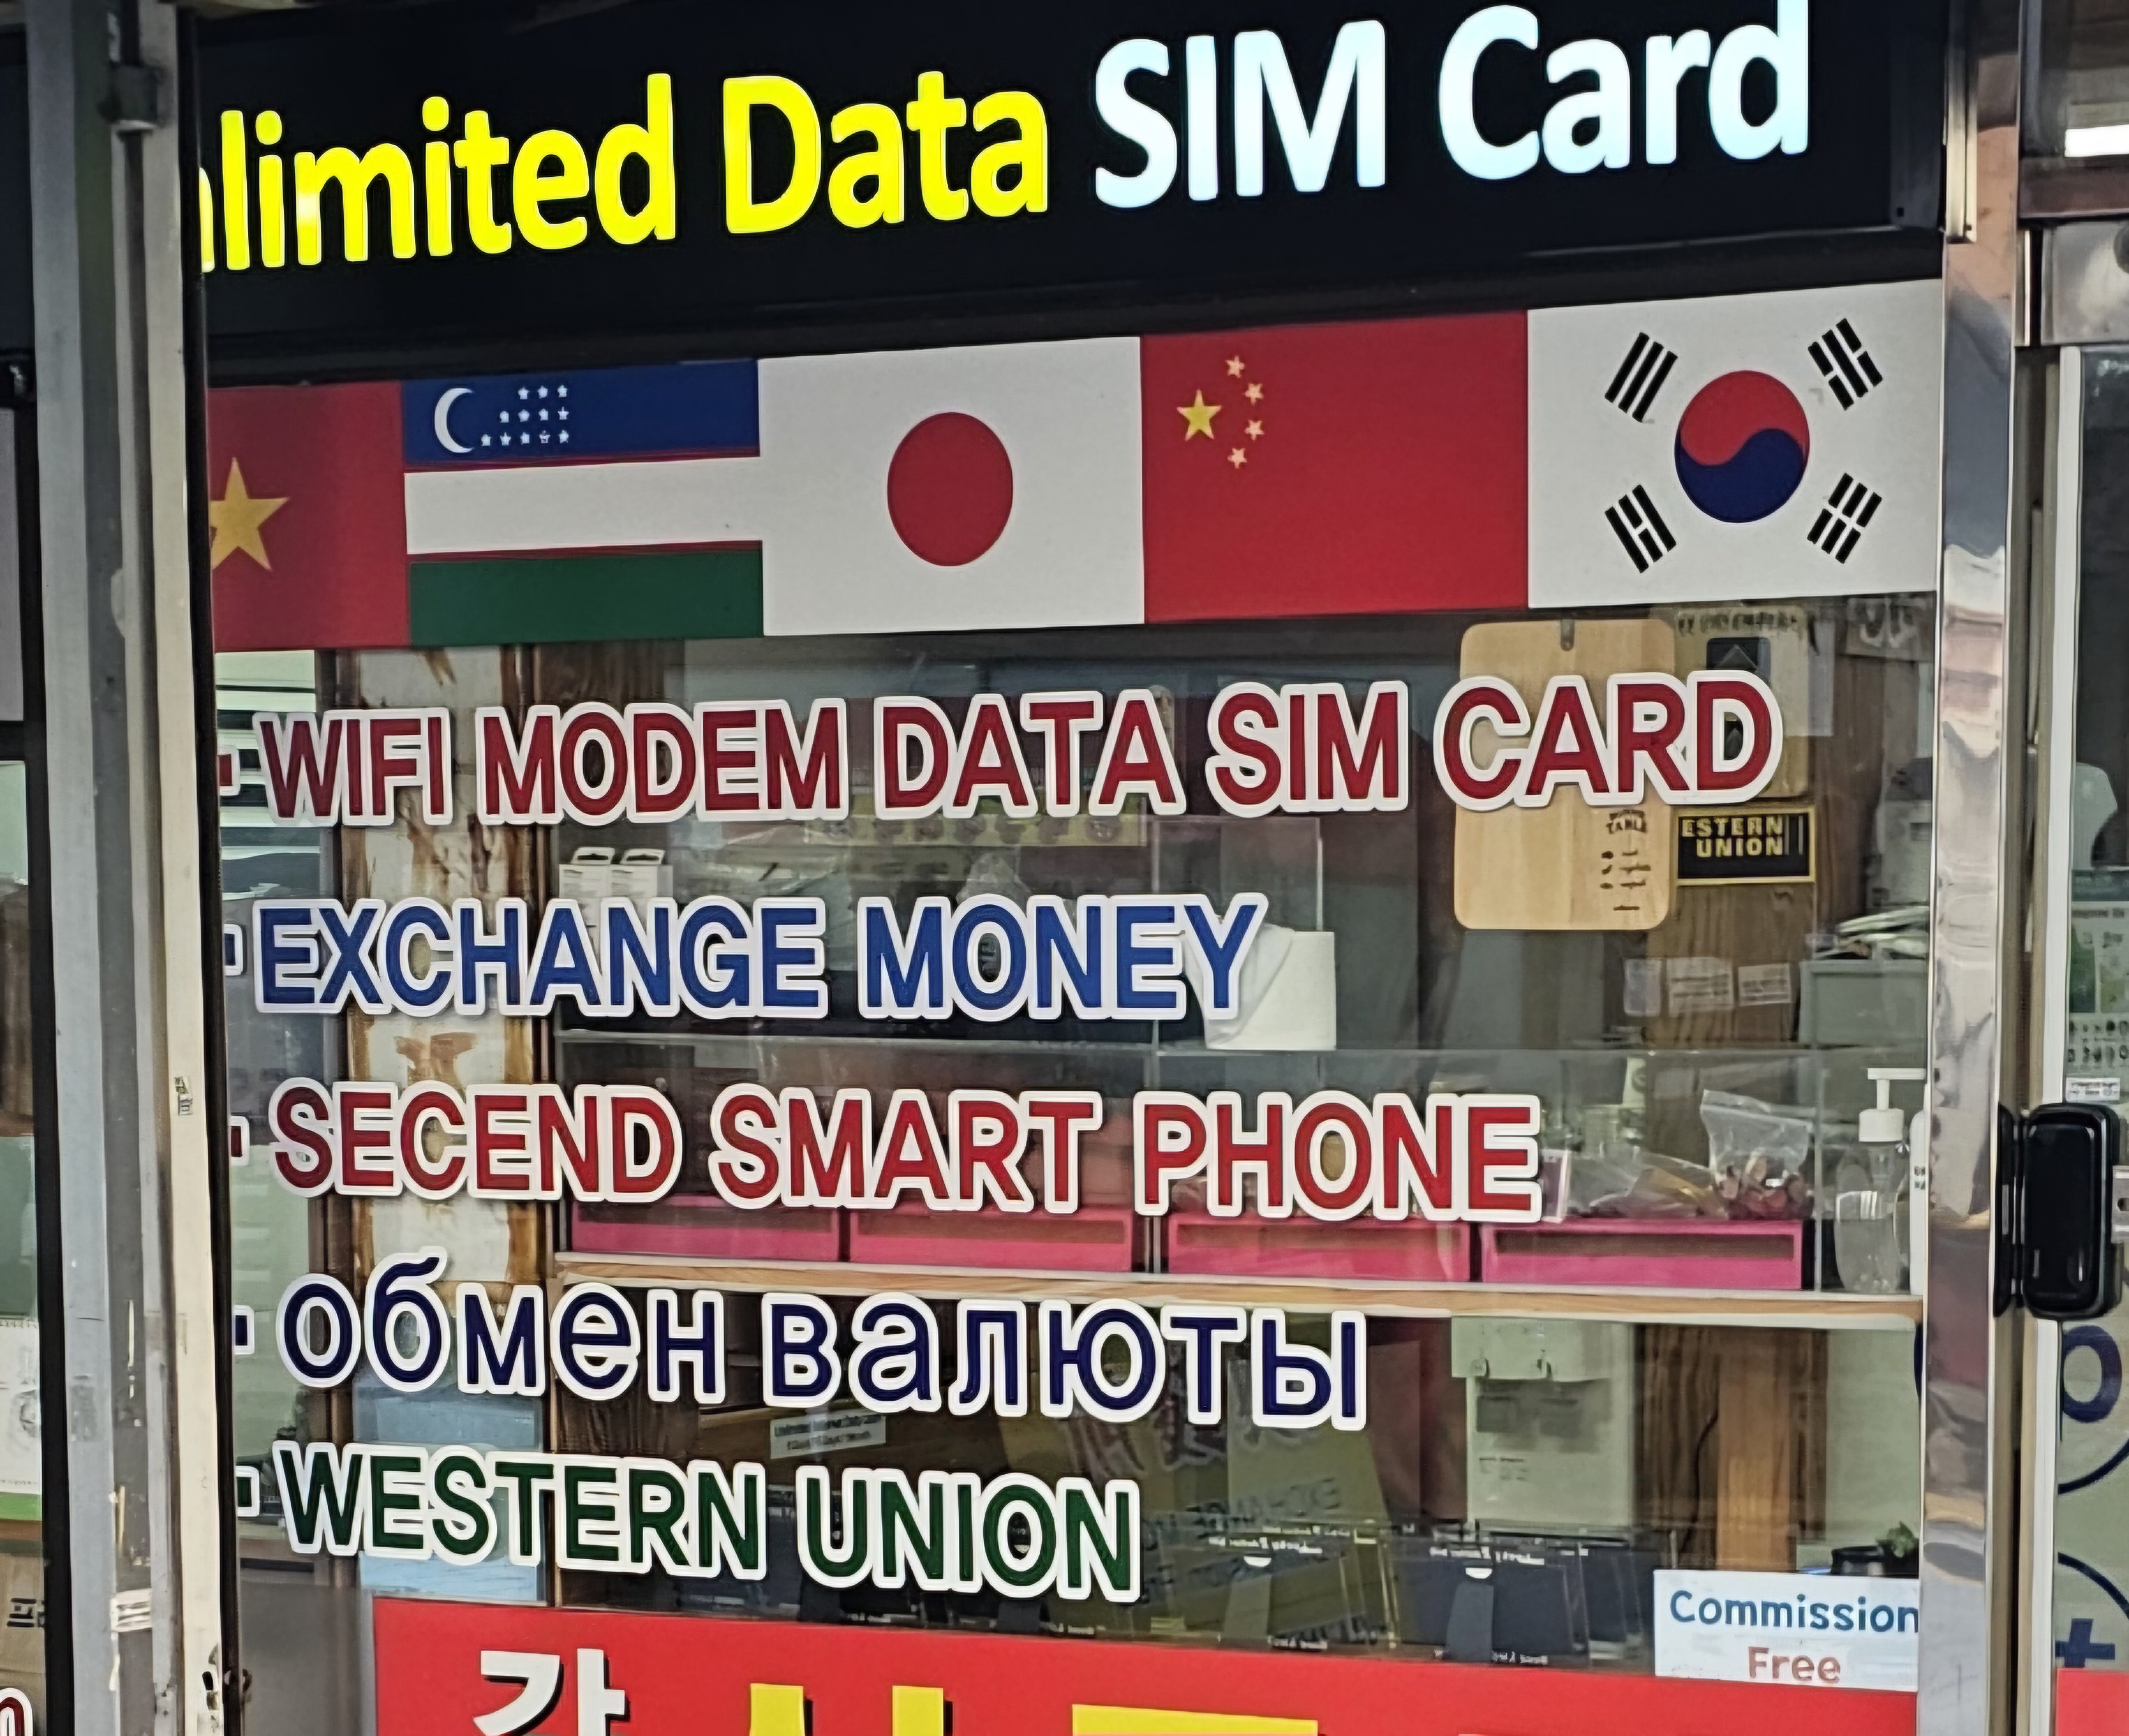 nlimited Data SIM Card
- WIFI MODEM DATA SIM CARD
ESTERN
UNION
- EXCHANGE MONEY
- SECEND SMART PHONE
- обмен валюты
- WESTERN UNION
Commission
Free